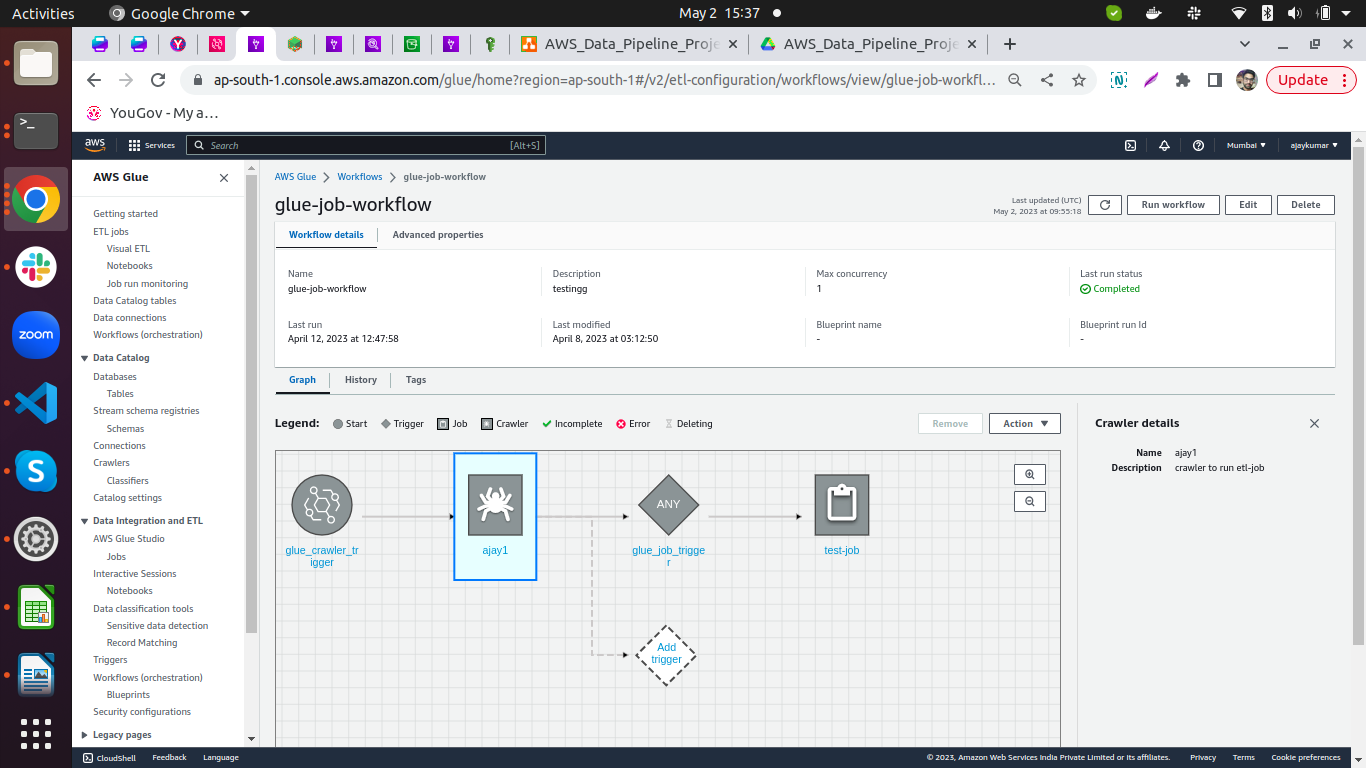 Activities
Google Chrome
May 2 15:37
AWS_Data_Pipeline_Proje
AWS_Data_Pipeline_Proje
ap-south-1.console.aws.amazon.com/glue/home?region=ap-south-1#/v2/etl-configuration/workflows/view/glue-job-workfl...
Update
YouGov - My a...
aws
Services
Search
[Alt+S]
Mumbai
ajaykumar
AWS Glue
Getting started
ETL jobs
Visual ETL
Notebooks
Job run monitoring
Data Catalog tables
Data connections
Workflows (orchestration)
Data Catalog
Databases
Tables
Stream schema registries
Schemas
Connections
Crawlers
Classifiers
Catalog settings
Data Integration and ETL
AWS Glue Studio
Jobs
Interactive Sessions
Notebooks
Data classification tools
Sensitive data detection
Record Matching
Triggers
Workflows (orchestration)
Blueprints
Security configurations
Legacy pages
AWS Glue
Workflows
glue-job-workflow
glue-job-workflow
Last updated (UTC)
May 2, 2023 at 09:55:18
Run workflow
Edit
Delete
Workflow details
Advanced properties
Name
glue-job-workflow
Description
testingg
Max concurrency
1
Last run status
Completed
Last run
April 12, 2023 at 12:47:58
Last modified
April 8, 2023 at 03:12:50
Blueprint name
-
Blueprint run Id
-
Graph
History
Tags
Legend:
Start
Trigger
Job
Crawler
Incomplete
Error
Deleting
Remove
Action
glue_crawler_tr
igger
ajay1
ANY
glue_job_trigge
r
test-job
Add
trigger
Crawler details
Name ajay1
Description crawler to run etl-job
zoom
CloudShell
Feedback
Language
© 2023, Amazon Web Services India Private Limited or its affiliates.
Privacy
Terms
Cookie preferences